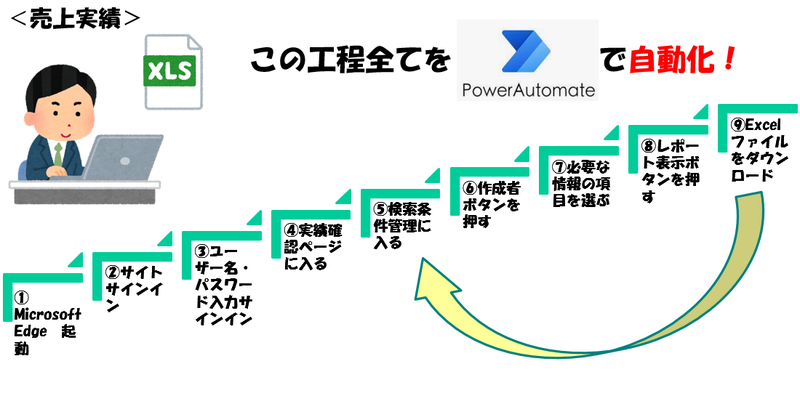 ＜売上実績＞
XLS
この工程全てを
PowerAutomate
で自動化！
①
Microsoft
Edge　起
動
②サイト
サインイ
ン
③ユー
ザー名・
パスワー
ド入力サ
インイン
④実績確
認ページ
に入る
⑤検索条
件管理に
入る
⑥作成者
ボタンを
押す
⑦必要な
情報の項
目を選ぶ
⑧レポー
ト表示ボ
タンを押
す
⑨Excel
ファイル
をダウン
ロード